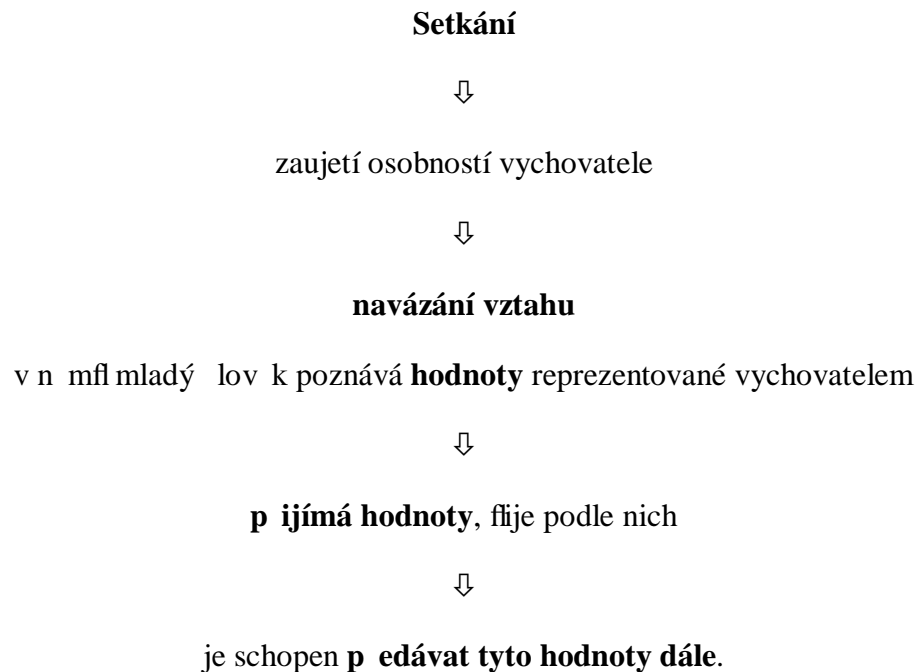 Setkání
⇩
zaujetí osobností vychovatele
⇩
navázání vztahu
v n mfl mladý lov k poznává hodnoty reprezentované vychovatelem
⇩
p ijímá hodnoty, flije podle nich
⇩
je schopen p edávat tyto hodnoty dále.